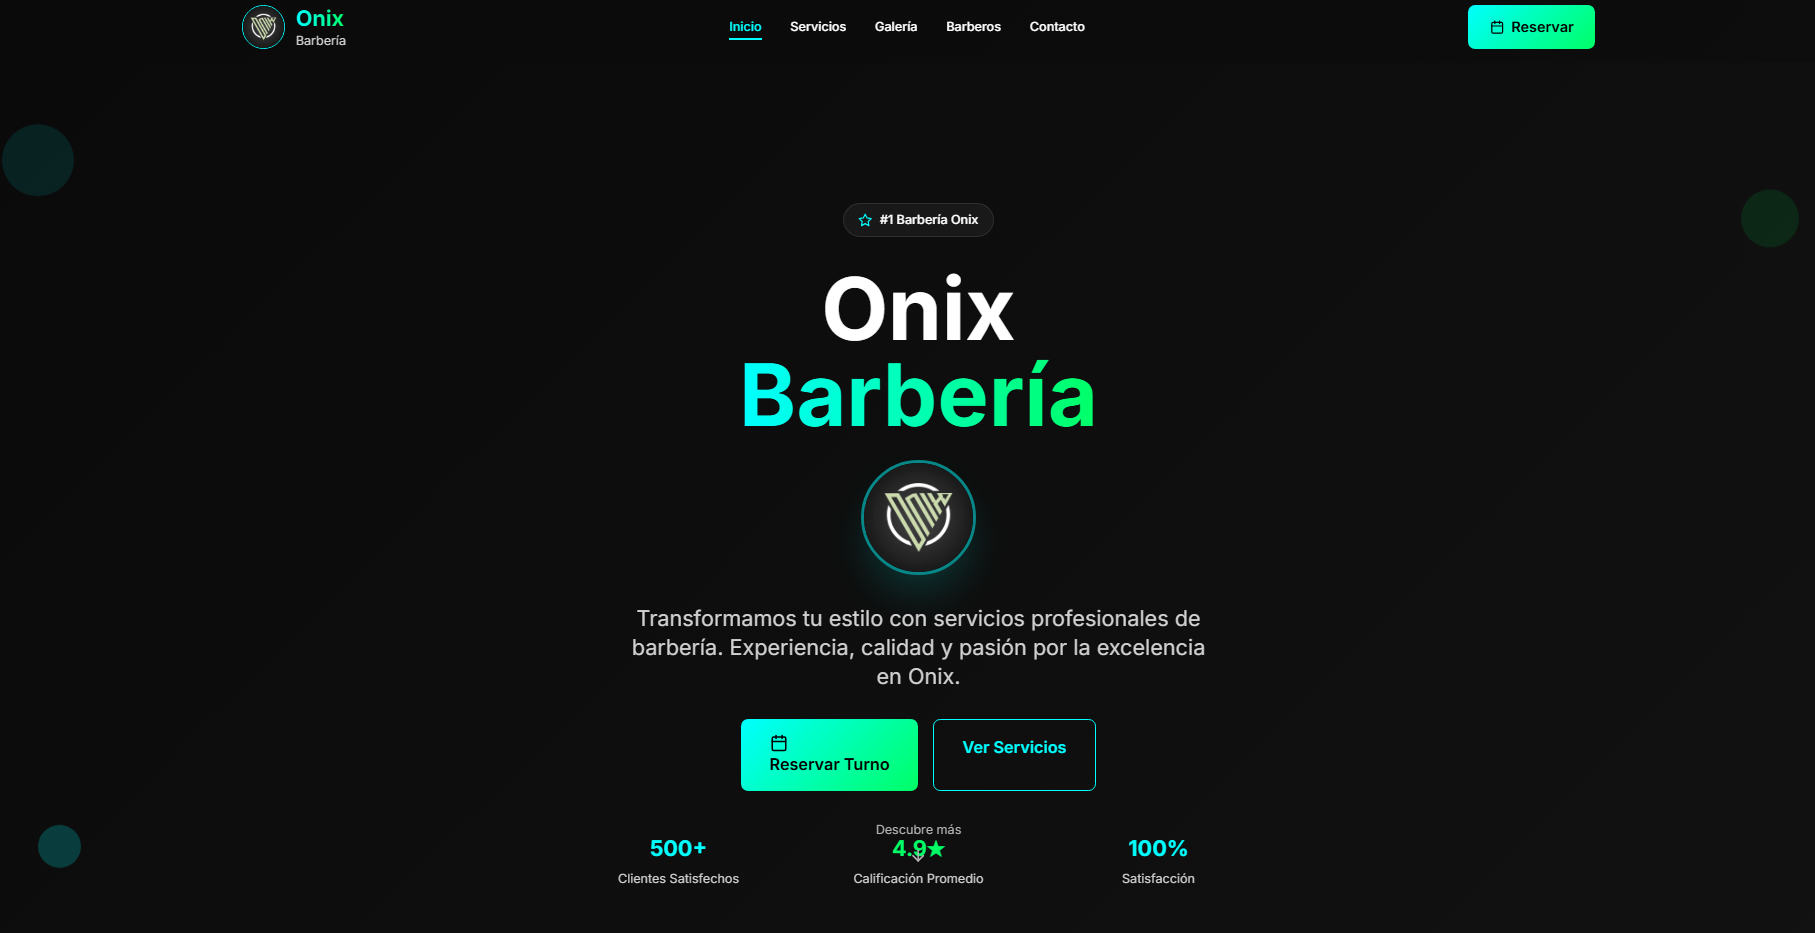 Onix
Barbería
Inicio
Servicios
Galería
Barberos
Contacto
Reservar
#1 Barbería Onix
Onix
Barbería
Transformamos tu estilo con servicios profesionales de
barbería. Experiencia, calidad y pasión por la excelencia
en Onix.
Reservar Turno
Ver Servicios
Descubre más
500+
4.9★
100%
Clientes Satisfechos
Calificación Promedio
Satisfacción